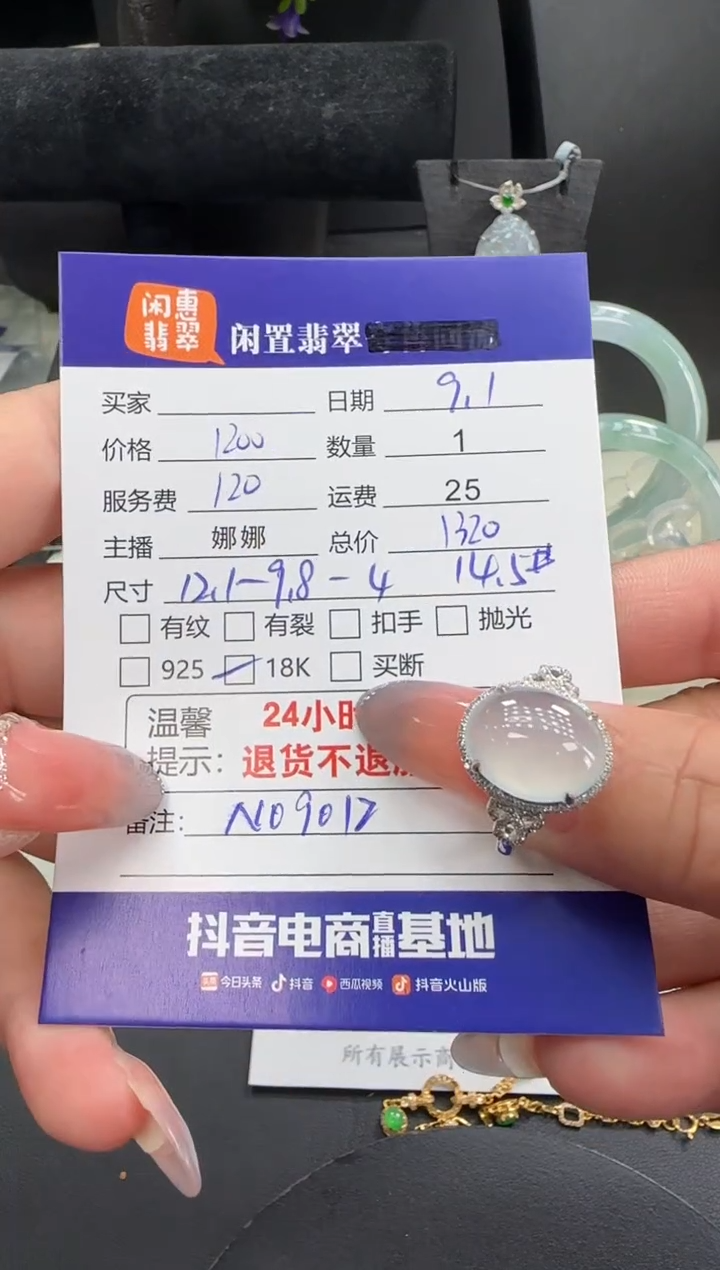 闲惠
翡翠
闲置翡翠
买家 日期 9.1
价格 1200 数量 1
服务费 120 运费 25
主播 娜娜 总价 1320
尺寸 12.1-9.8-4 14.5#
有纹 有裂 扣手 抛光
925 18K 买断
温馨 24小时
提示: 退货不退
备注: NO9017
抖音电商直播基地
头条 今日头条 抖音 西瓜视频 抖音火山版
所有展示商